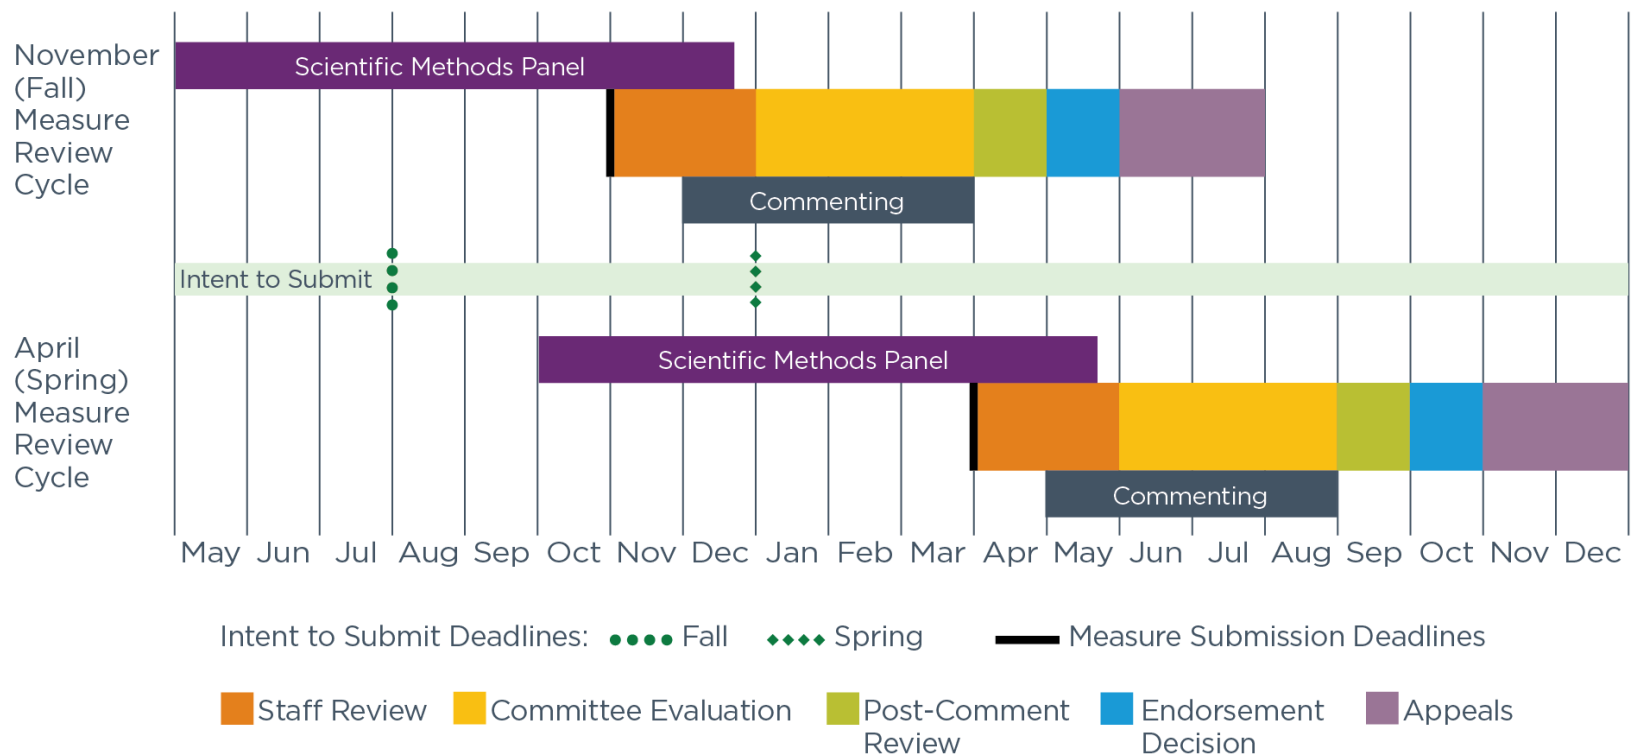 November
(Fall)
Measure
Review
Cycle
Scientific Methods Panel
Commenting
Intent to Submit
April
(Spring)
Measure
Review
Cycle
Scientific Methods Panel
Commenting
May Jun Jul Aug Sep Oct Nov Dec Jan Feb Mar Apr May Jun Jul Aug Sep Oct Nov Dec
Intent to Submit Deadlines: Fall Spring Measure Submission Deadlines
Staff Review Committee Evaluation Post-Comment Endorsement Appeals
Review Decision